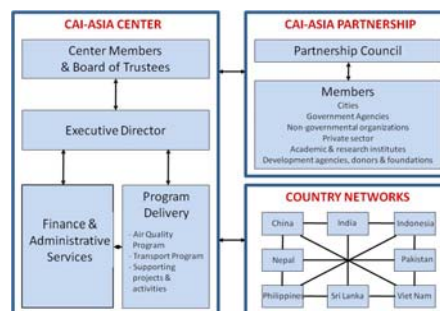 CAI-ASIA CENTER
Center Members
& Board of Trustees
Executive Director
Finance &
Administrative
Services
Program
Delivery
- Air Quality
Program
- Transport Program
- Supporting
projects &
activities
CAI-ASIA PARTNERSHIP
Partnership Council
Members
Cities
Government Agencies
Non-governmental organizations
Private sector
Academic & research institutes
Development agencies, donors & foundations
COUNTRY NETWORKS
China
India
Indonesia
Nepal
Pakistan
Philippines
Sri Lanka
Viet Nam